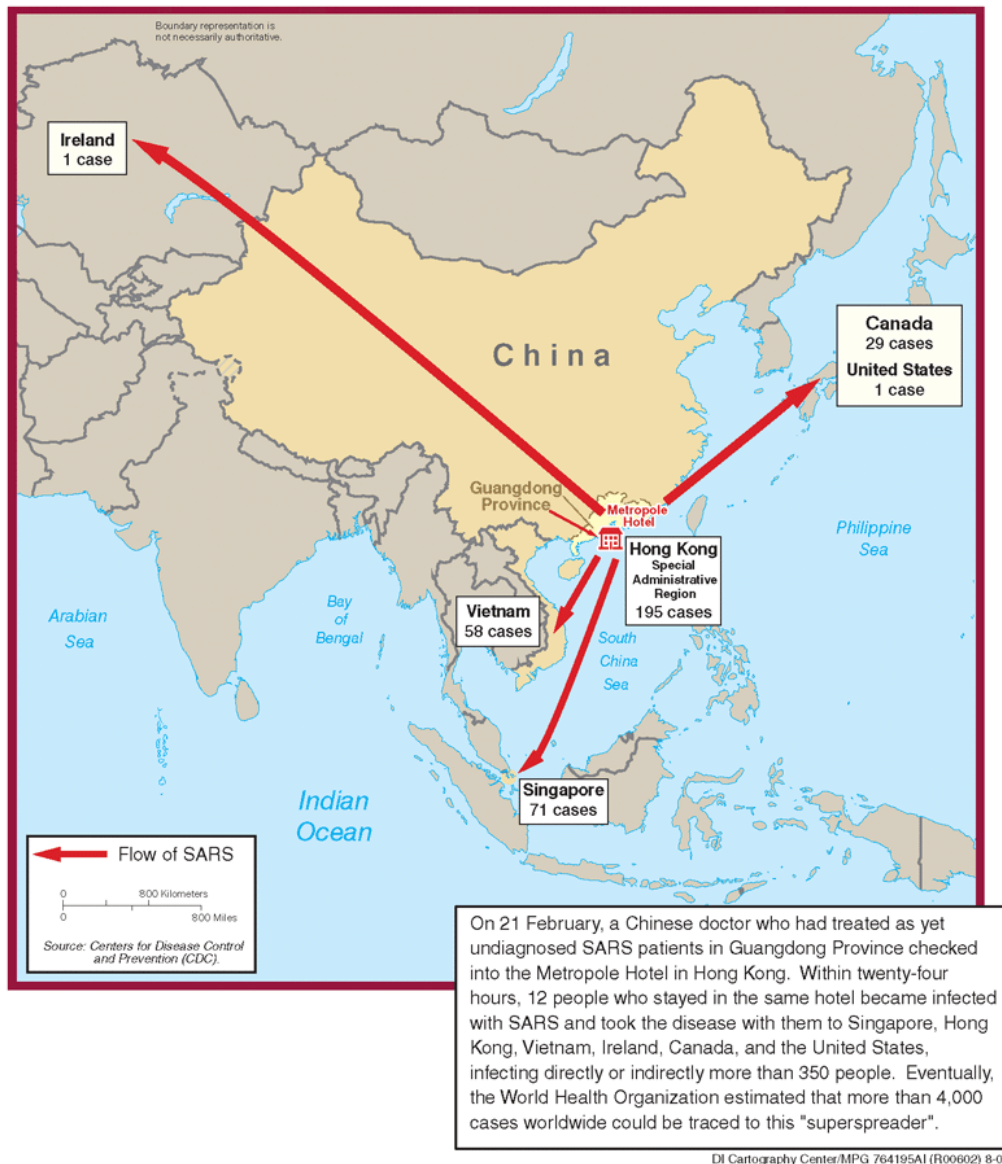 Boundary representation is
not necessarily authoritative.
Ireland
1 case
Canada
29 cases
United States
1 case
China
Guangdong
Province
Metropole
Hotel
Hong Kong
Special
Administrative
Region
195 cases
Philippine
Sea
Arabian
Sea
Bay
of
Bengal
Vietnam
58 cases
South
China
Sea
Singapore
71 cases
Indian
Ocean
Flow of SARS
0 800 Kilometers
0 800 Miles
Source: Centers for Disease Control
and Prevention (CDC).
On 21 February, a Chinese doctor who had treated as yet
undiagnosed SARS patients in Guangdong Province checked
into the Metropole Hotel in Hong Kong. Within twenty-four
hours, 12 people who stayed in the same hotel became infected
with SARS and took the disease with them to Singapore, Hong
Kong, Vietnam, Ireland, Canada, and the United States,
infecting directly or indirectly more than 350 people. Eventually,
the World Health Organization estimated that more than 4,000
cases worldwide could be traced to this "superspreader".
DI Cartography Center/MPG 764195AI (R00602) 8-0